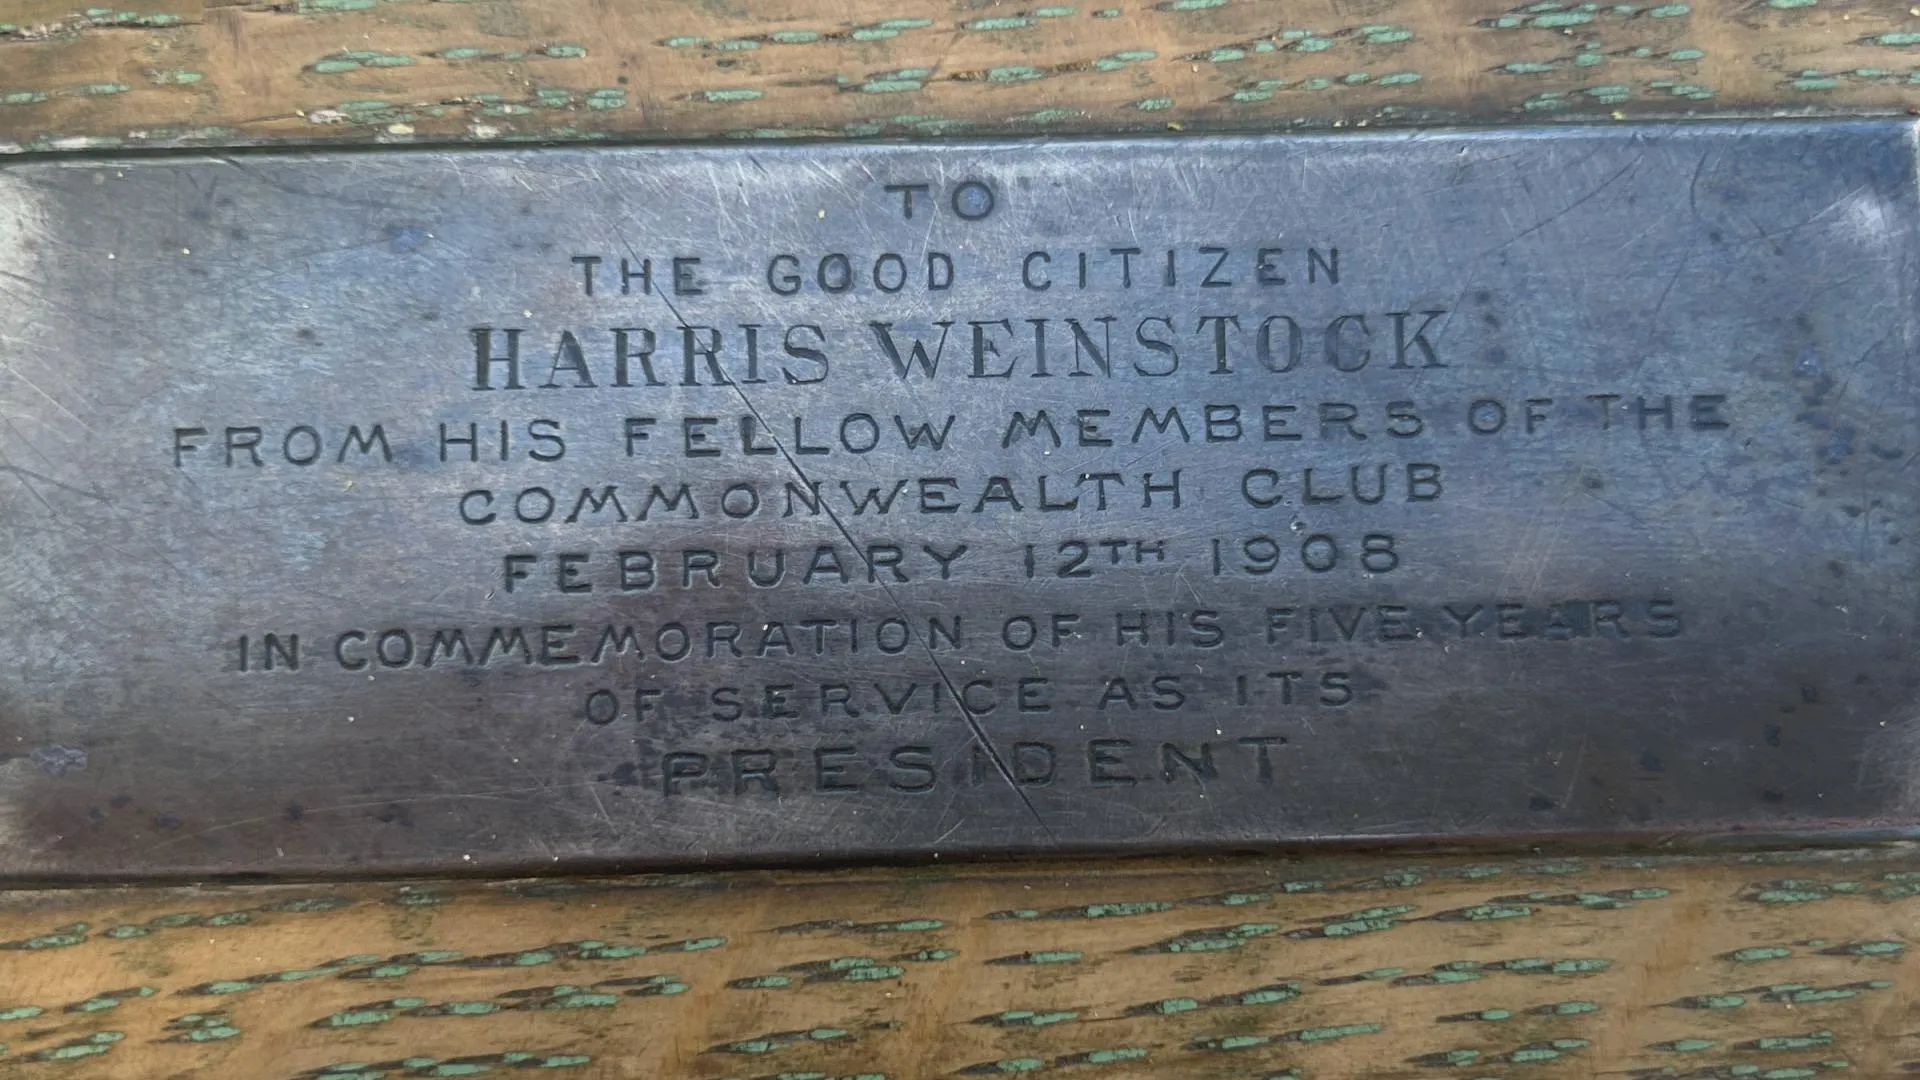 TO
THE GOOD CITIZEN
HARRIS WEINSTOCK
FROM HIS FELLOW MEMBERS OF THE
COMMONWEALTH CLUB
FEBRUARY 12TH 1908
IN COMMEMORATION OF HIS FIVE YEARS
OF SERVICE AS ITS
PRESIDENT